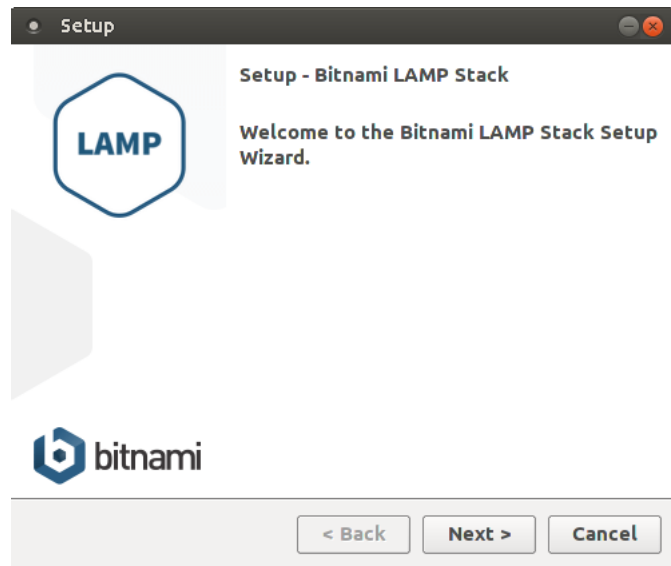 Setup
Setup - Bitnami LAMP Stack
LAMP
Welcome to the Bitnami LAMP Stack Setup
Wizard.
bitnami
< Back
Next >
Cancel